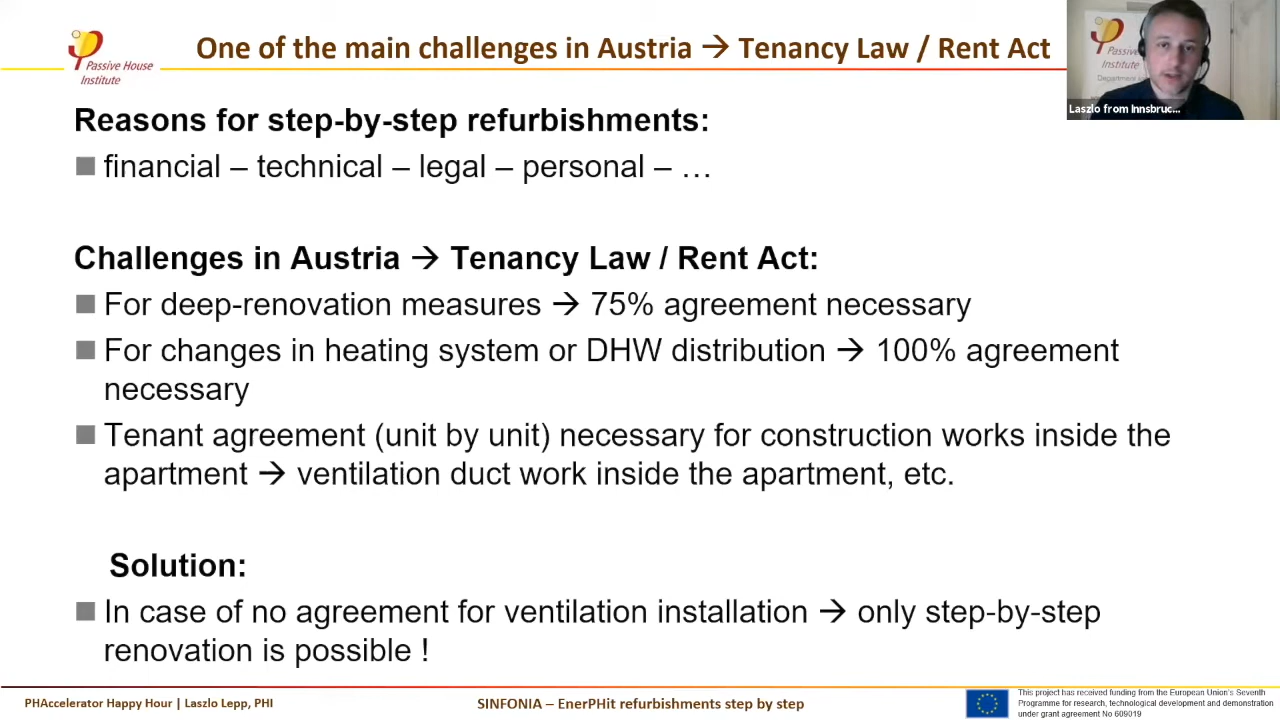 Passive House
Institute
One of the main challenges in Austria → Tenancy Law / Rent Act
Passive
Institute
Laszlo from Innsbruc...
Reasons for step-by-step refurbishments:
■ financial – technical – legal – personal – …
Challenges in Austria → Tenancy Law / Rent Act:
■ For deep-renovation measures → 75% agreement necessary
■ For changes in heating system or DHW distribution → 100% agreement
necessary
■ Tenant agreement (unit by unit) necessary for construction works inside the
apartment → ventilation duct work inside the apartment, etc.
Solution:
■ In case of no agreement for ventilation installation → only step-by-step
renovation is possible !
PHAccelerator Happy Hour | Laszlo Lepp, PHI
SINFONIA – EnerPHit refurbishments step by step
This project has received funding from the European Union's Seventh
Programme for research, technological development and demonstration
under grant agreement No 609019